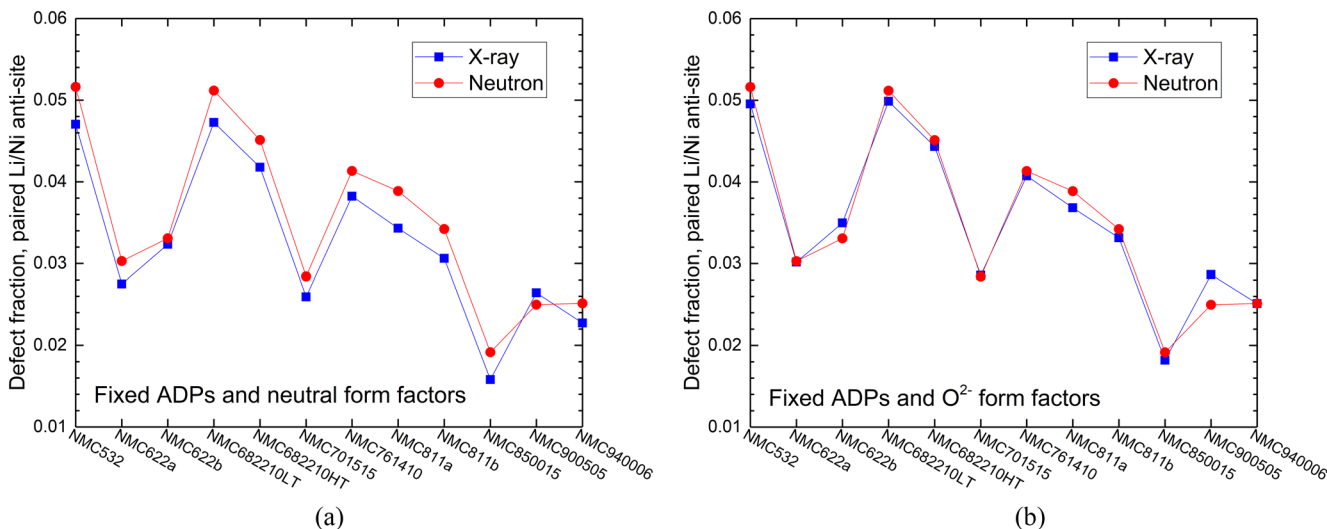 0.06
0.05
0.04
0.03
0.02
0.01
Defect fraction, paired Li/Ni anti-site
X-ray
Neutron
Fixed ADPs and neutral form factors
NMC532
NMC622a
NMC622b
NMC682210LT
NMC682210HT
NMC701515
NMC761410
NMC811a
NMC811b
NMC850015
NMC900505
NMC940006
(a)
0.06
0.05
0.04
0.03
0.02
0.01
Defect fraction, paired Li/Ni anti-site
X-ray
Neutron
Fixed ADPs and O²⁻ form factors
NMC532
NMC622a
NMC622b
NMC682210LT
NMC682210HT
NMC701515
NMC761410
NMC811a
NMC811b
NMC850015
NMC900505
NMC940006
(b)